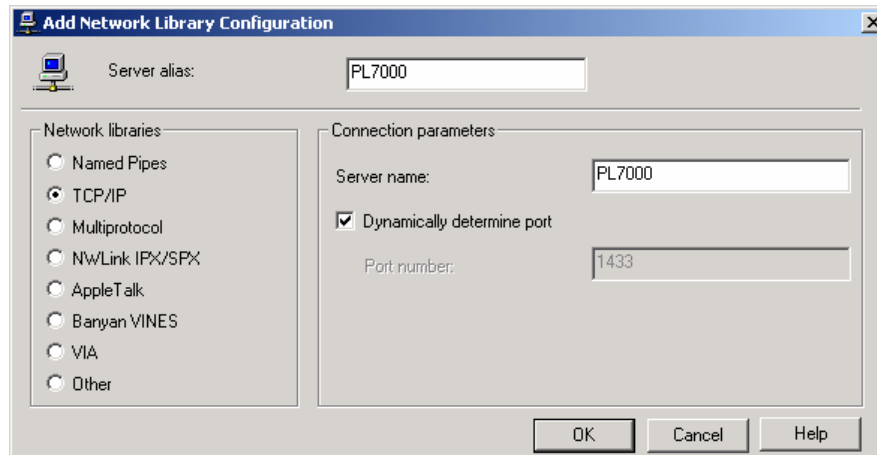 Add Network Library Configuration
Server alias:
PL7000
Network libraries
Named Pipes
TCP/IP
Multiprotocol
NWLink IPX/SPX
AppleTalk
Banyan VINES
VIA
Other
Connection parameters
Server name:
PL7000
Dynamically determine port
Port number:
1433
OK
Cancel
Help